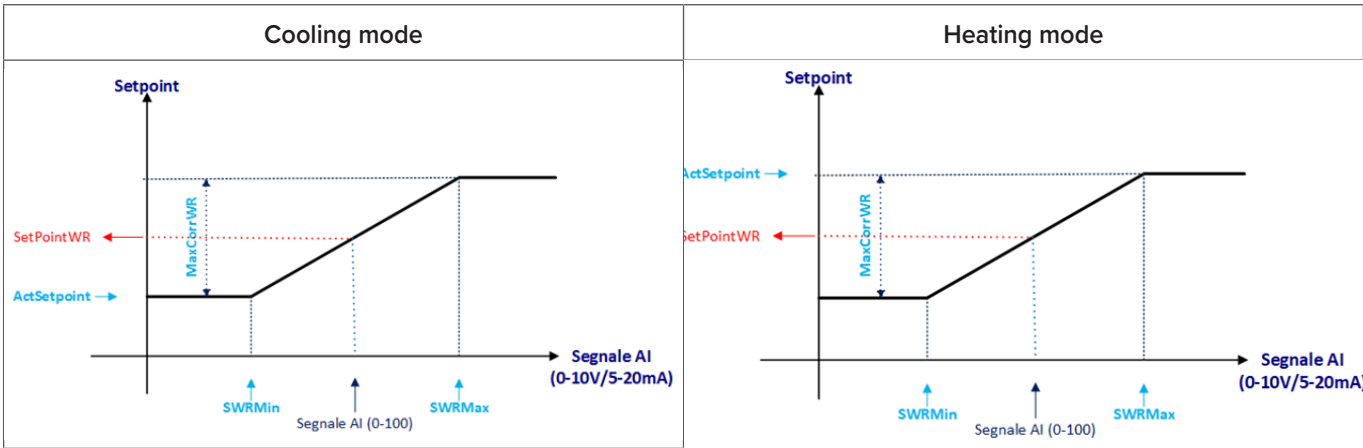 Cooling mode
Heating mode
Setpoint
MaxCorrWR
SetPointWR
ActSetpoint
Segnale AI
(0-10V/5-20mA)
SWRMin
SWRMax
Segnale AI (0-100)
Setpoint
ActSetpoint
MaxCorrWR
SetPointWR
Segnale AI
(0-10V/5-20mA)
SWRMin
SWRMax
Segnale AI (0-100)